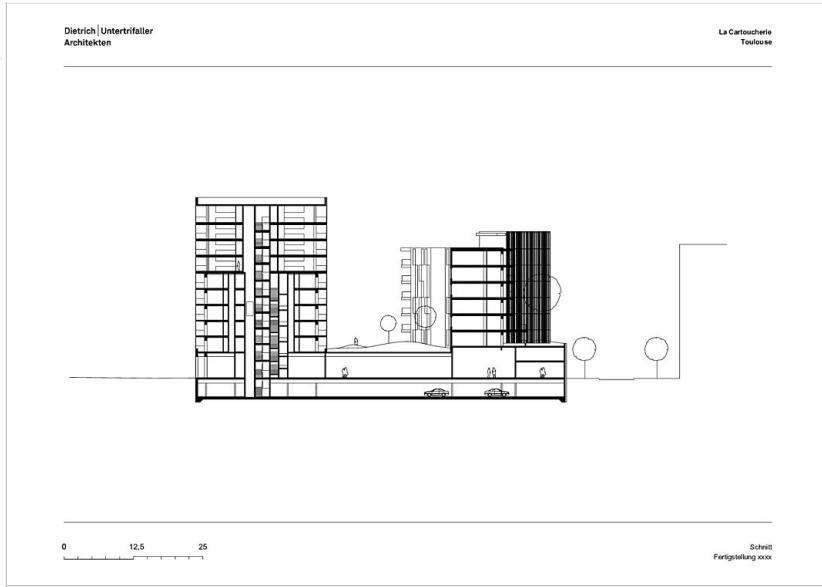 Dietrich|Untertrifaller
Architekten
La Cartoucherie
Toulouse
0 12,5 25
Schnitt
Fertigstellung xxxx